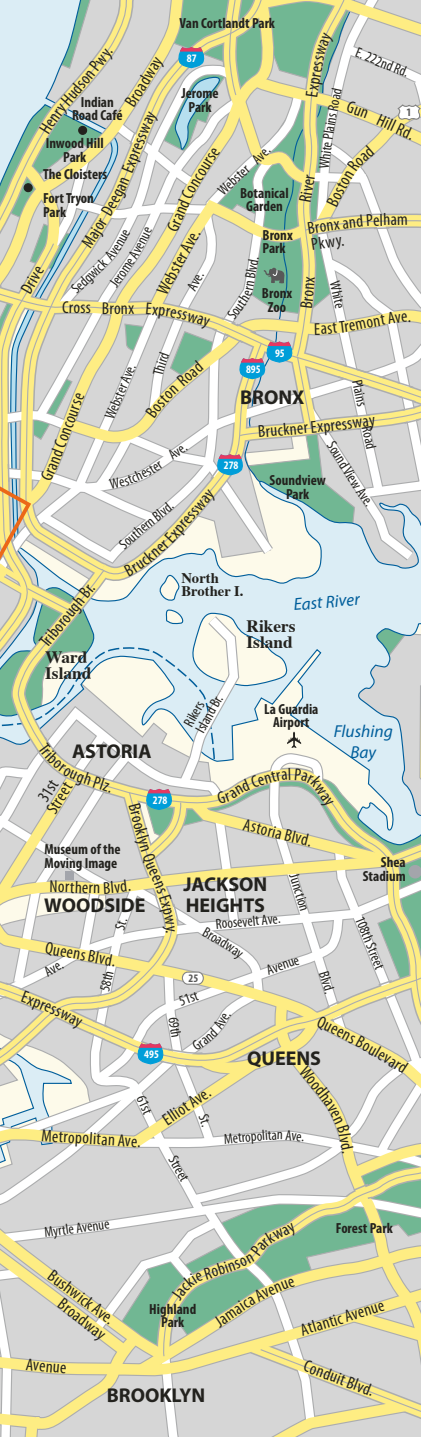 Van Cortlandt Park
87
Henry Hudson Pwy.
Broadway
Expressway
E. 222nd Rd.
Jerome
Park
Indian
Road Café
Inwood Hill
Park
The Cloisters
Fort Tryon
Park
Major Deegan Expressway
Grand Concourse
Webster Ave.
White Plains Road
Gun Hill Rd.
1
Boston Road
Botanical
Garden
River
Bronx and Pelham
Pkwy.
Bronx
Park
Bronx
Zoo
Sedgwick Avenue
Jerome Avenue
Webster Ave.
Ave.
Southern Blvd.
Bronx
White
Drive
Cross Bronx Expressway
East Tremont Ave.
95
895
Third
Webster Ave.
Boston Road
BRONX
Plains
Road
Grand Concourse
Bruckner Expressway
Westchester Ave.
278
Sound View Ave.
Soundview
Park
Southern Blvd.
Bruckner Expressway
North
Brother I.
East River
Triborough Br.
Rikers
Island
Ward
Island
Rikers
Island Br.
La Guardia
Airport
Flushing
Bay
ASTORIA
Triborough Plz.
31st
Street
278
Grand Central Parkway
Brooklyn Queens Expwy.
Astoria Blvd.
Museum of the
Moving Image
Shea
Stadium
Northern Blvd.
WOODSIDE
JACKSON
HEIGHTS
Junction
St.
Roosevelt Ave.
Broadway
108th Street
Queens Blvd.
Ave.
58th
25
Avenue
Blvd.
51st
Expressway
69th
Grand Ave.
Queens Boulevard
495
QUEENS
Woodhaven Blvd.
61st
Elliot Ave.
St.
Metropolitan Ave.
Metropolitan Ave.
Street
Myrtle Avenue
Forest Park
Jackie Robinson Parkway
Bushwick Ave
Broadway
Highland
Park
Jamaica Avenue
Atlantic Avenue
Avenue
Conduit Blvd.
BROOKLYN